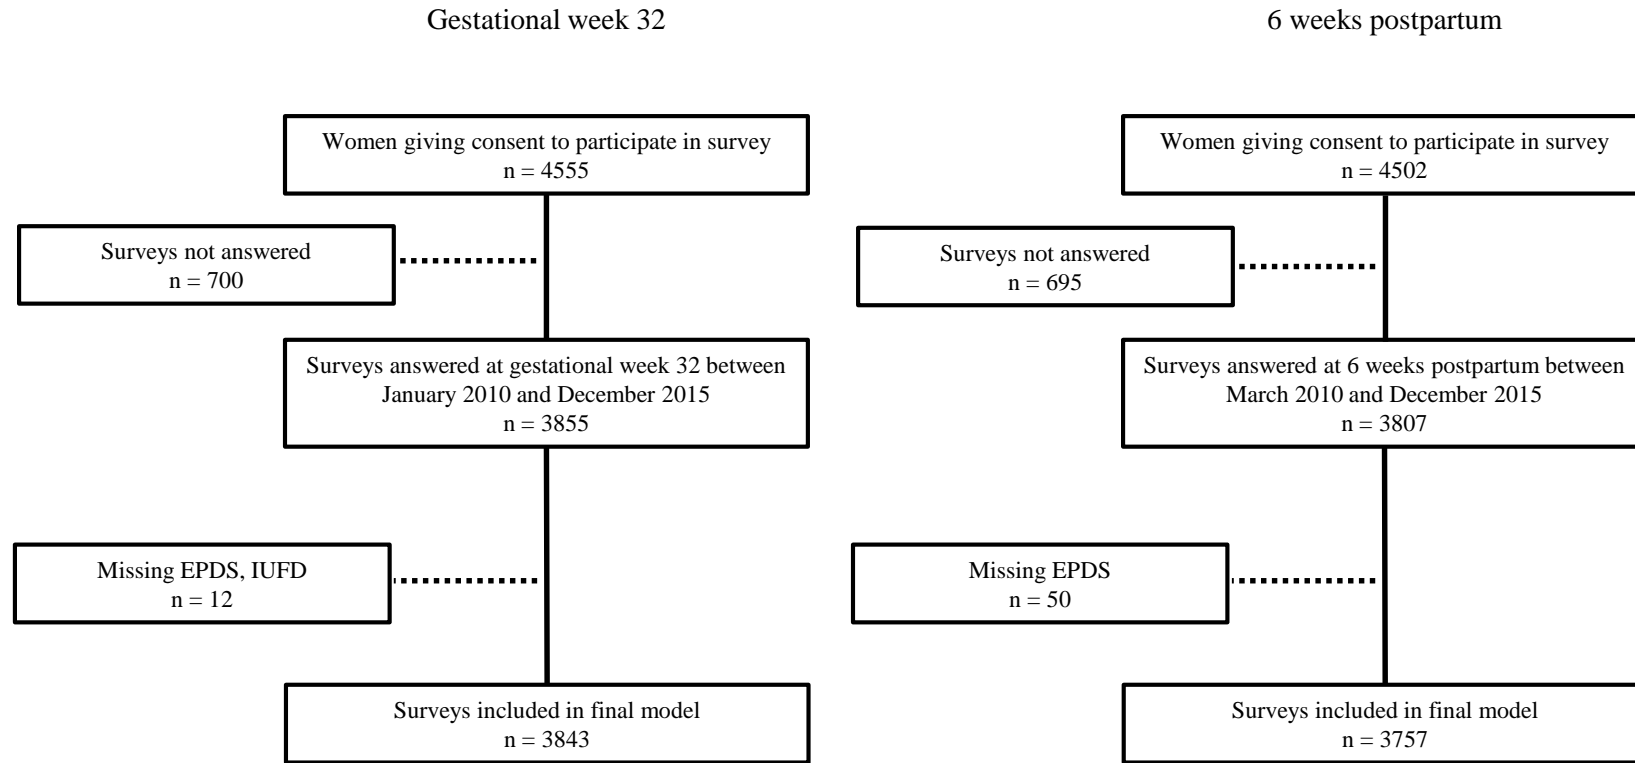 Gestational week 32
Women giving consent to participate in survey
n = 4555
Surveys not answered
n = 700
Surveys answered at gestational week 32 between
January 2010 and December 2015
n = 3855
Missing EPDS, IUFD
n = 12
Surveys included in final model
n = 3843
6 weeks postpartum
Women giving consent to participate in survey
n = 4502
Surveys not answered
n = 695
Surveys answered at 6 weeks postpartum between
March 2010 and December 2015
n = 3807
Missing EPDS
n = 50
Surveys included in final model
n = 3757